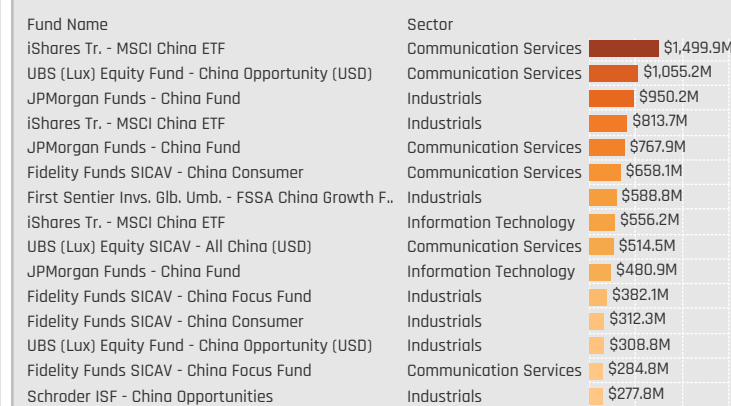 Fund Name Sector
iShares Tr. - MSCI China ETF Communication Services $1,499.9M
UBS (Lux) Equity Fund - China Opportunity (USD) Communication Services $1,055.2M
JPMorgan Funds - China Fund Industrials $950.2M
iShares Tr. - MSCI China ETF Industrials $813.7M
JPMorgan Funds - China Fund Communication Services $767.9M
Fidelity Funds SICAV - China Consumer Communication Services $658.1M
First Sentier Invs. Glb. Umb. - FSSA China Growth F.. Industrials $588.8M
iShares Tr. - MSCI China ETF Information Technology $556.2M
UBS (Lux) Equity SICAV - All China (USD) Communication Services $514.5M
JPMorgan Funds - China Fund Information Technology $480.9M
Fidelity Funds SICAV - China Focus Fund Industrials $382.1M
Fidelity Funds SICAV - China Consumer Industrials $312.3M
UBS (Lux) Equity Fund - China Opportunity (USD) Industrials $308.8M
Fidelity Funds SICAV - China Focus Fund Communication Services $284.8M
Schroder ISF - China Opportunities Industrials $277.8M